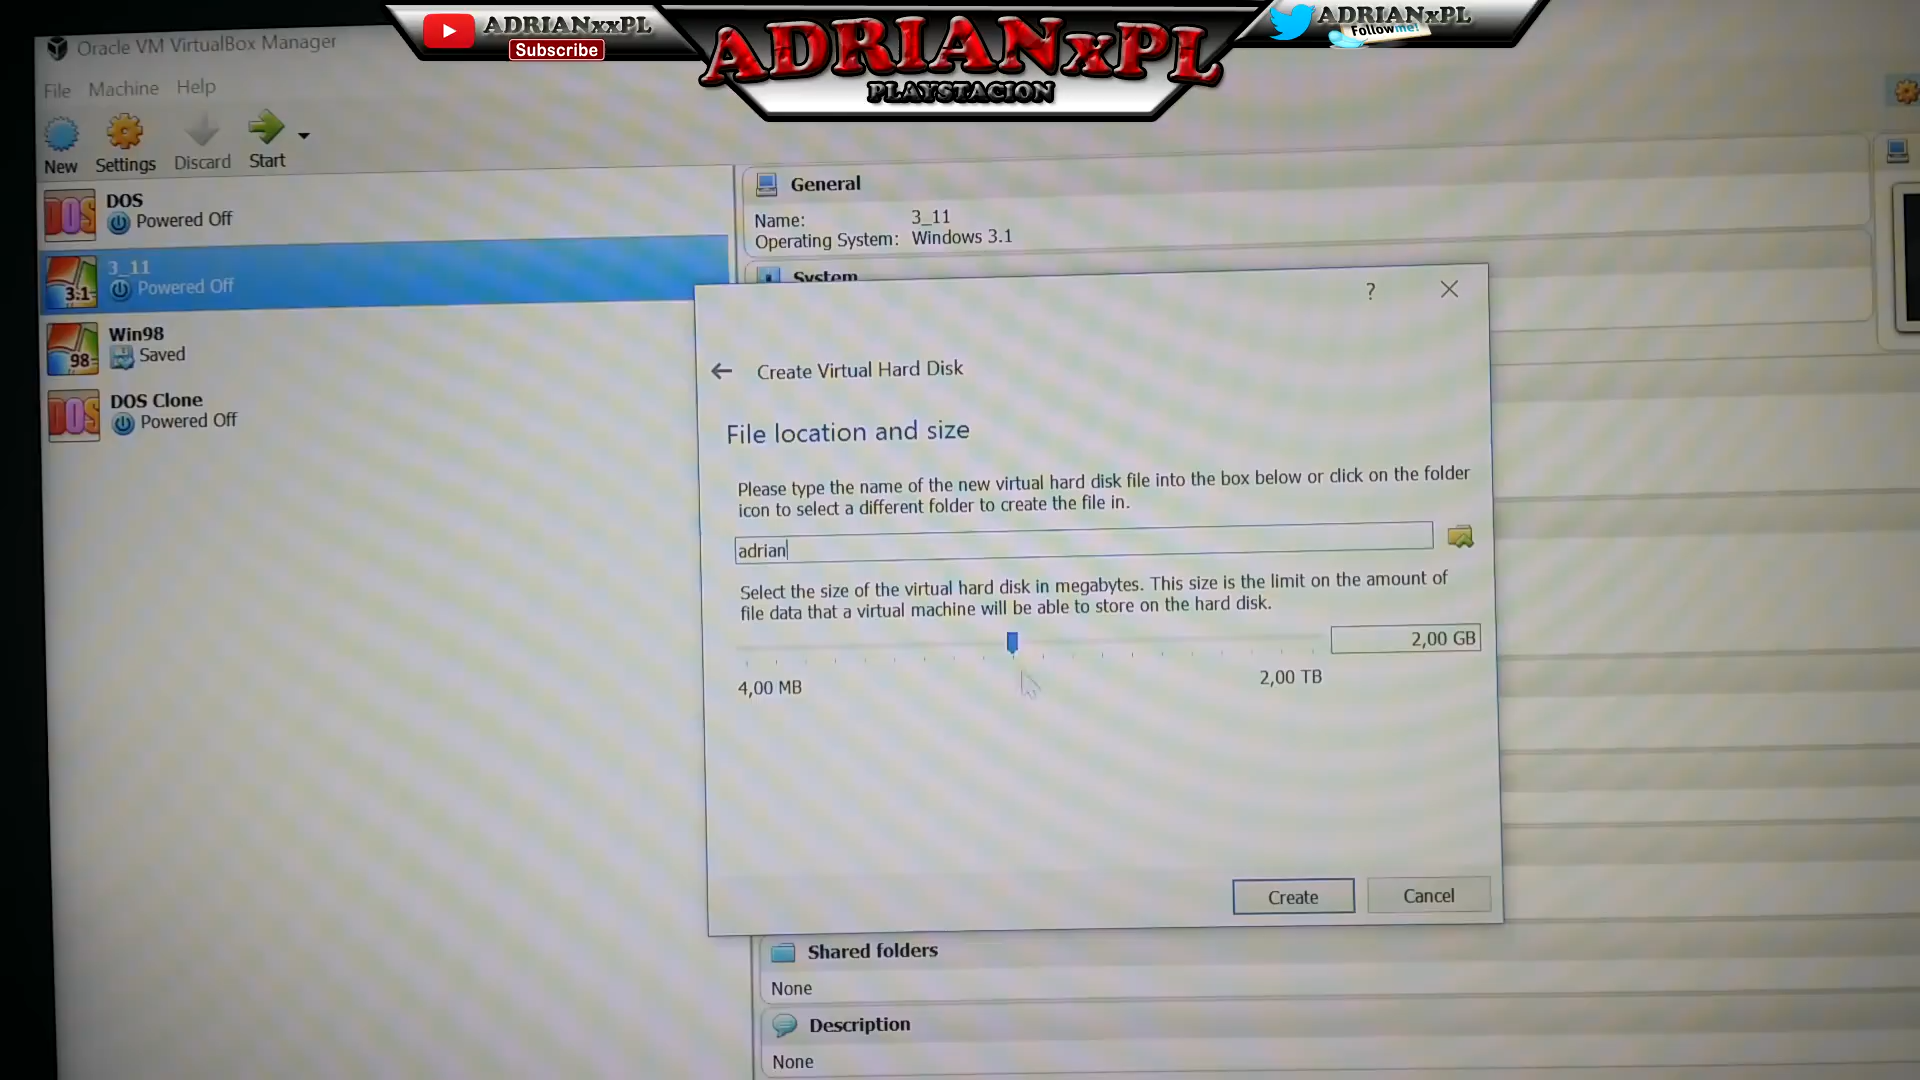 ADRIANxxPL
Subscribe
ADRIANxPL
PLAYSTACION
ADRIANxPL
Followme!
Oracle VM VirtualBox Manager
File Machine Help
New Settings Discard Start
DOS
Powered Off
3_11
Powered Off
3.1
Win98
Saved
98
DOS
DOS Clone
Powered Off
DOS
General
Name: 3_11
Operating System: Windows 3.1
System
?
Create Virtual Hard Disk
File location and size
Please type the name of the new virtual hard disk file into the box below or click on the folder
icon to select a different folder to create the file in.
adrian
Select the size of the virtual hard disk in megabytes. This size is the limit on the amount of
file data that a virtual machine will be able to store on the hard disk.
2,00 GB
4,00 MB 2,00 TB
Create Cancel
Shared folders
None
Description
None